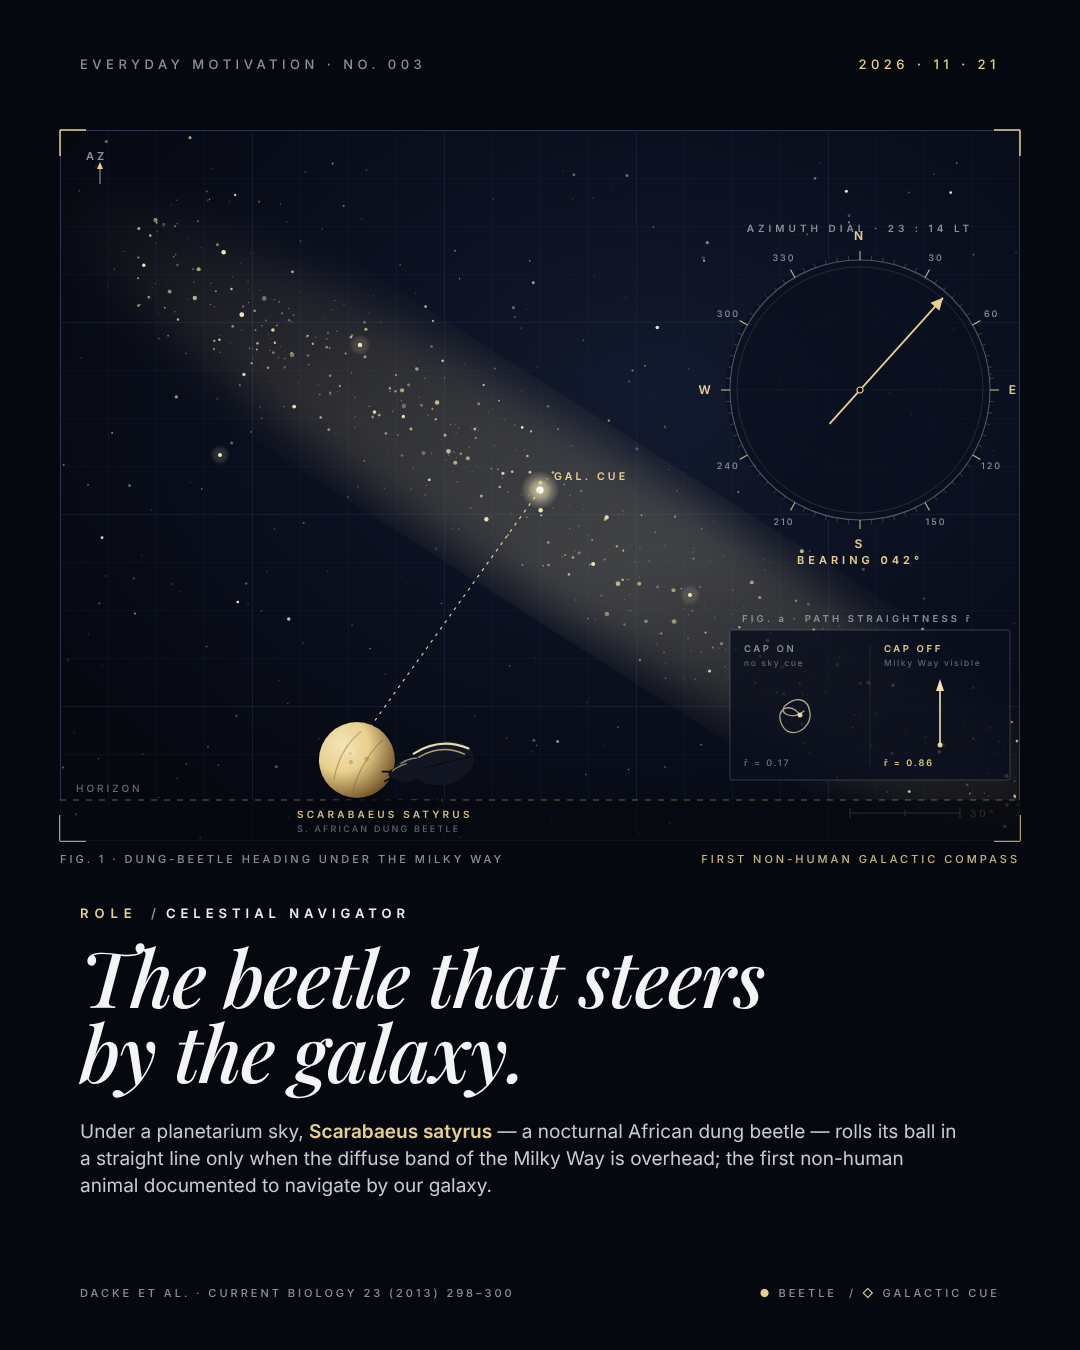 EVERYDAY MOTIVATION · NO. 003
2026 · 11 · 21
AZ
AZIMUTH DIAL · 23 : 14 LT
N
330
30
300
60
W
E
240
120
210
150
S
BEARING 042°
GAL. CUE
FIG. a · PATH STRAIGHTNESS r̄
CAP ON
CAP OFF
no sky cue
Milky Way visible
r̄ = 0.17
r̄ = 0.86
HORIZON
30°
SCARABAEUS SATYRUS
S. AFRICAN DUNG BEETLE
FIG. 1 · DUNG-BEETLE HEADING UNDER THE MILKY WAY
FIRST NON-HUMAN GALACTIC COMPASS
ROLE / CELESTIAL NAVIGATOR
The beetle that steers
by the galaxy.
Under a planetarium sky, Scarabaeus satyrus — a nocturnal African dung beetle — rolls its ball in
a straight line only when the diffuse band of the Milky Way is overhead; the first non-human
animal documented to navigate by our galaxy.
DACKE ET AL. · CURRENT BIOLOGY 23 (2013) 298–300
BEETLE / GALACTIC CUE